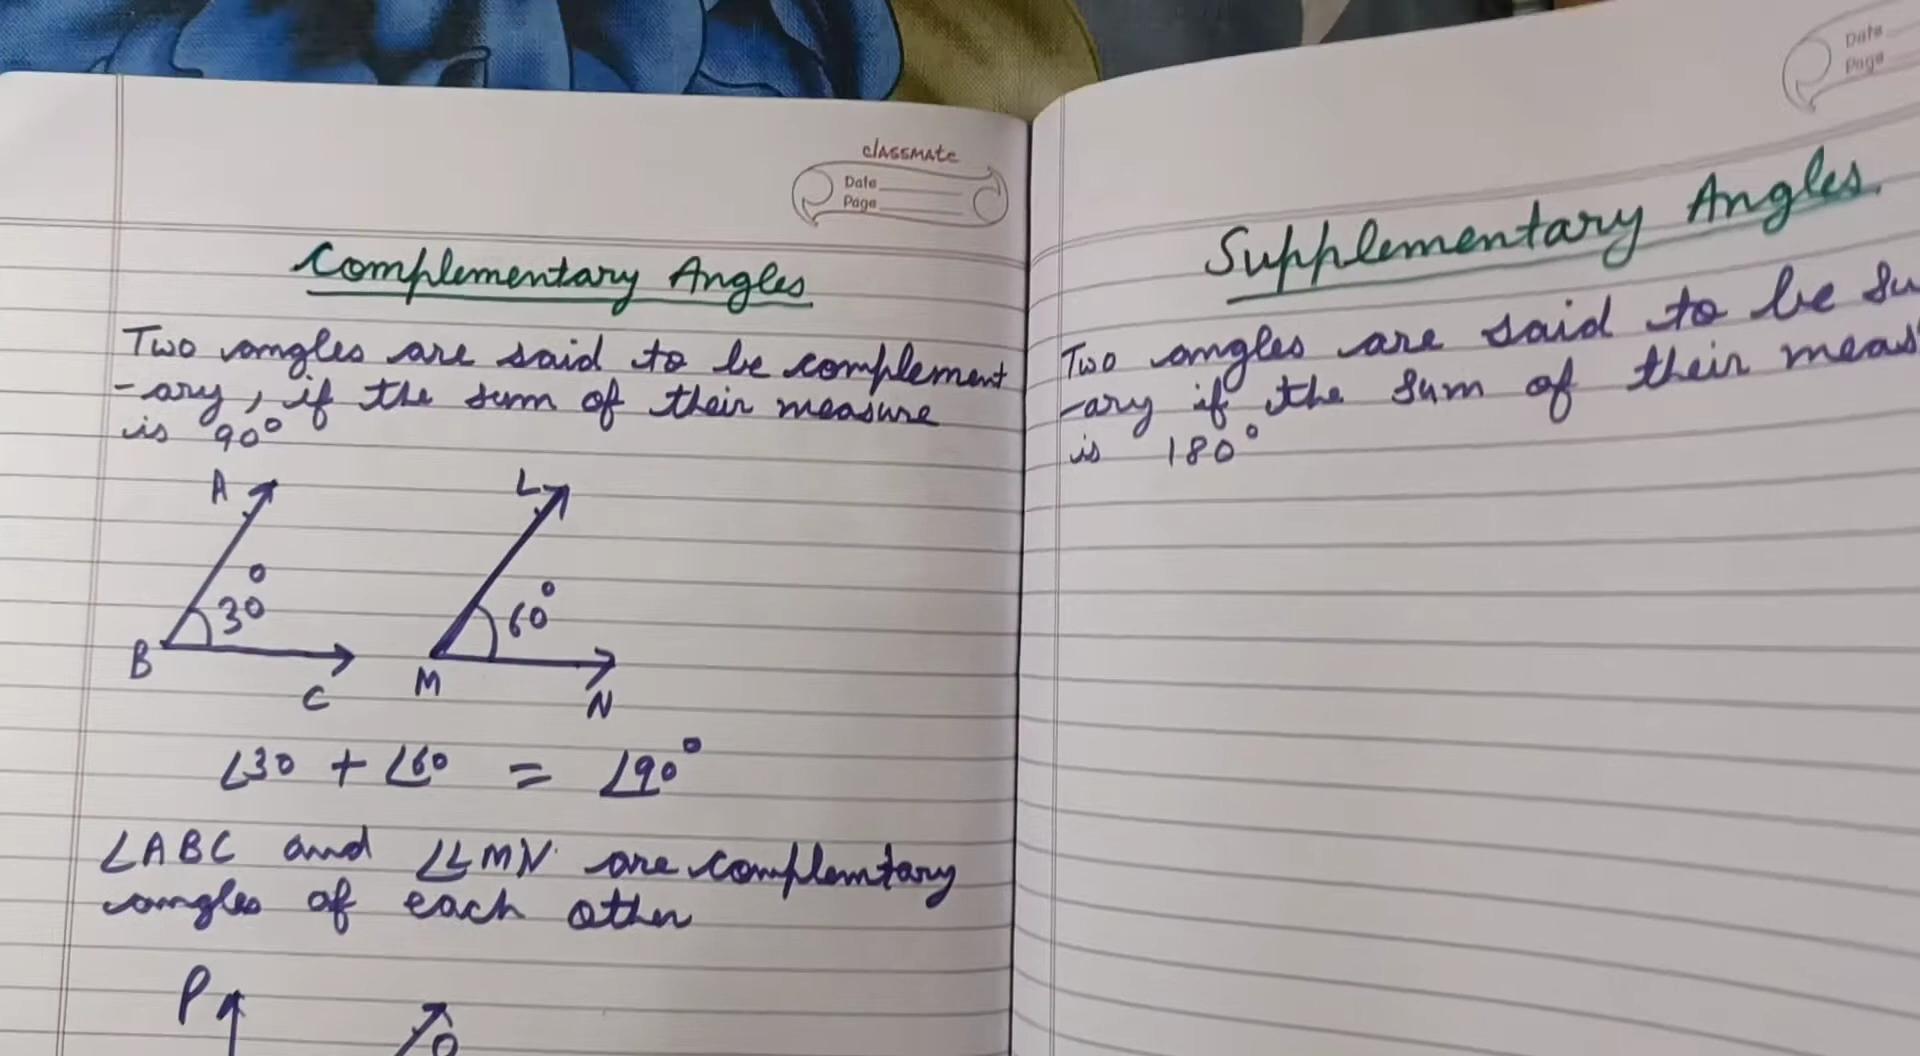 classmate
Date
Page
Complementary Angles
Two angles are said to be complement
-ary, if the sum of their measure
is 90°
A
L
30°
60°
B
C
M
N
∠30 + ∠60 = ∠90°
∠ABC and ∠LMN are complemtary
angles of each other
P
Q
Date
Page
Supplementary Angles
Two angles are said to be Su
-ary if the sum of their meas
is 180°